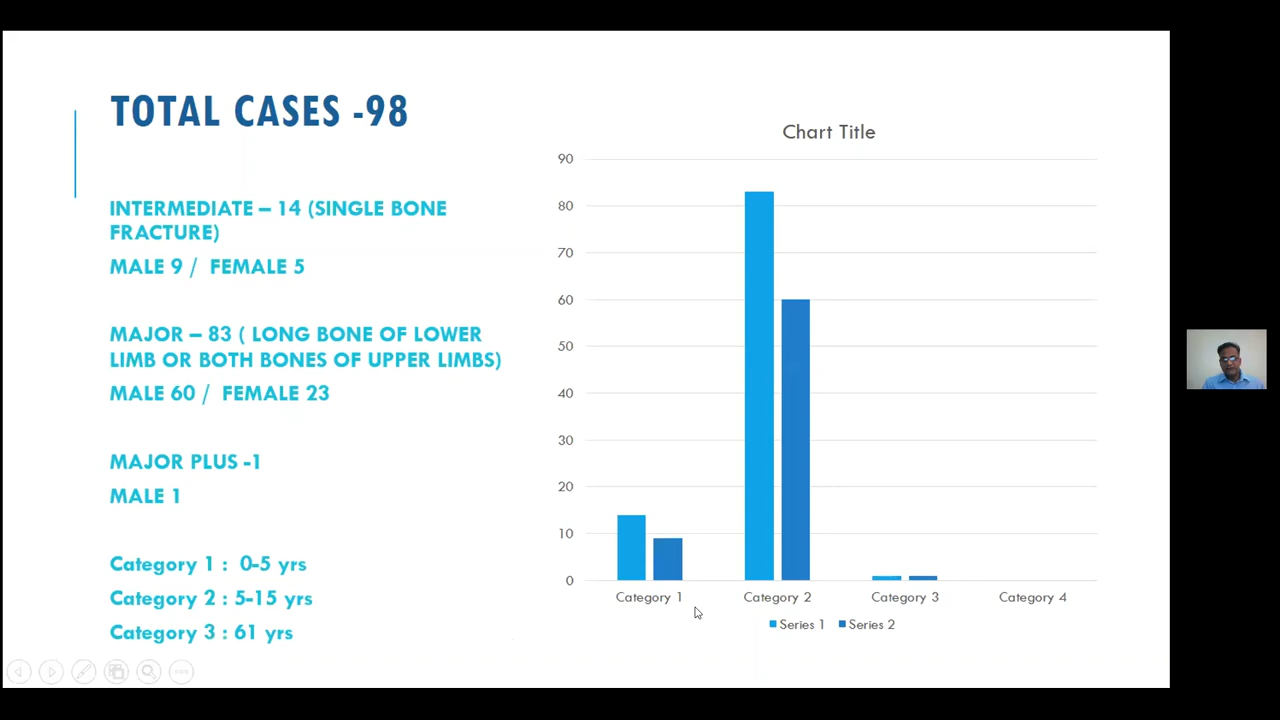 TOTAL CASES -98
INTERMEDIATE – 14 (SINGLE BONE
FRACTURE)
MALE 9 / FEMALE 5
MAJOR – 83 ( LONG BONE OF LOWER
LIMB OR BOTH BONES OF UPPER LIMBS)
MALE 60 / FEMALE 23
MAJOR PLUS -1
MALE 1
Category 1 : 0-5 yrs
Category 2 : 5-15 yrs
Category 3 : 61 yrs
Chart Title
90
80
70
60
50
40
30
20
10
0
Category 1 Category 2 Category 3 Category 4
Series 1 Series 2